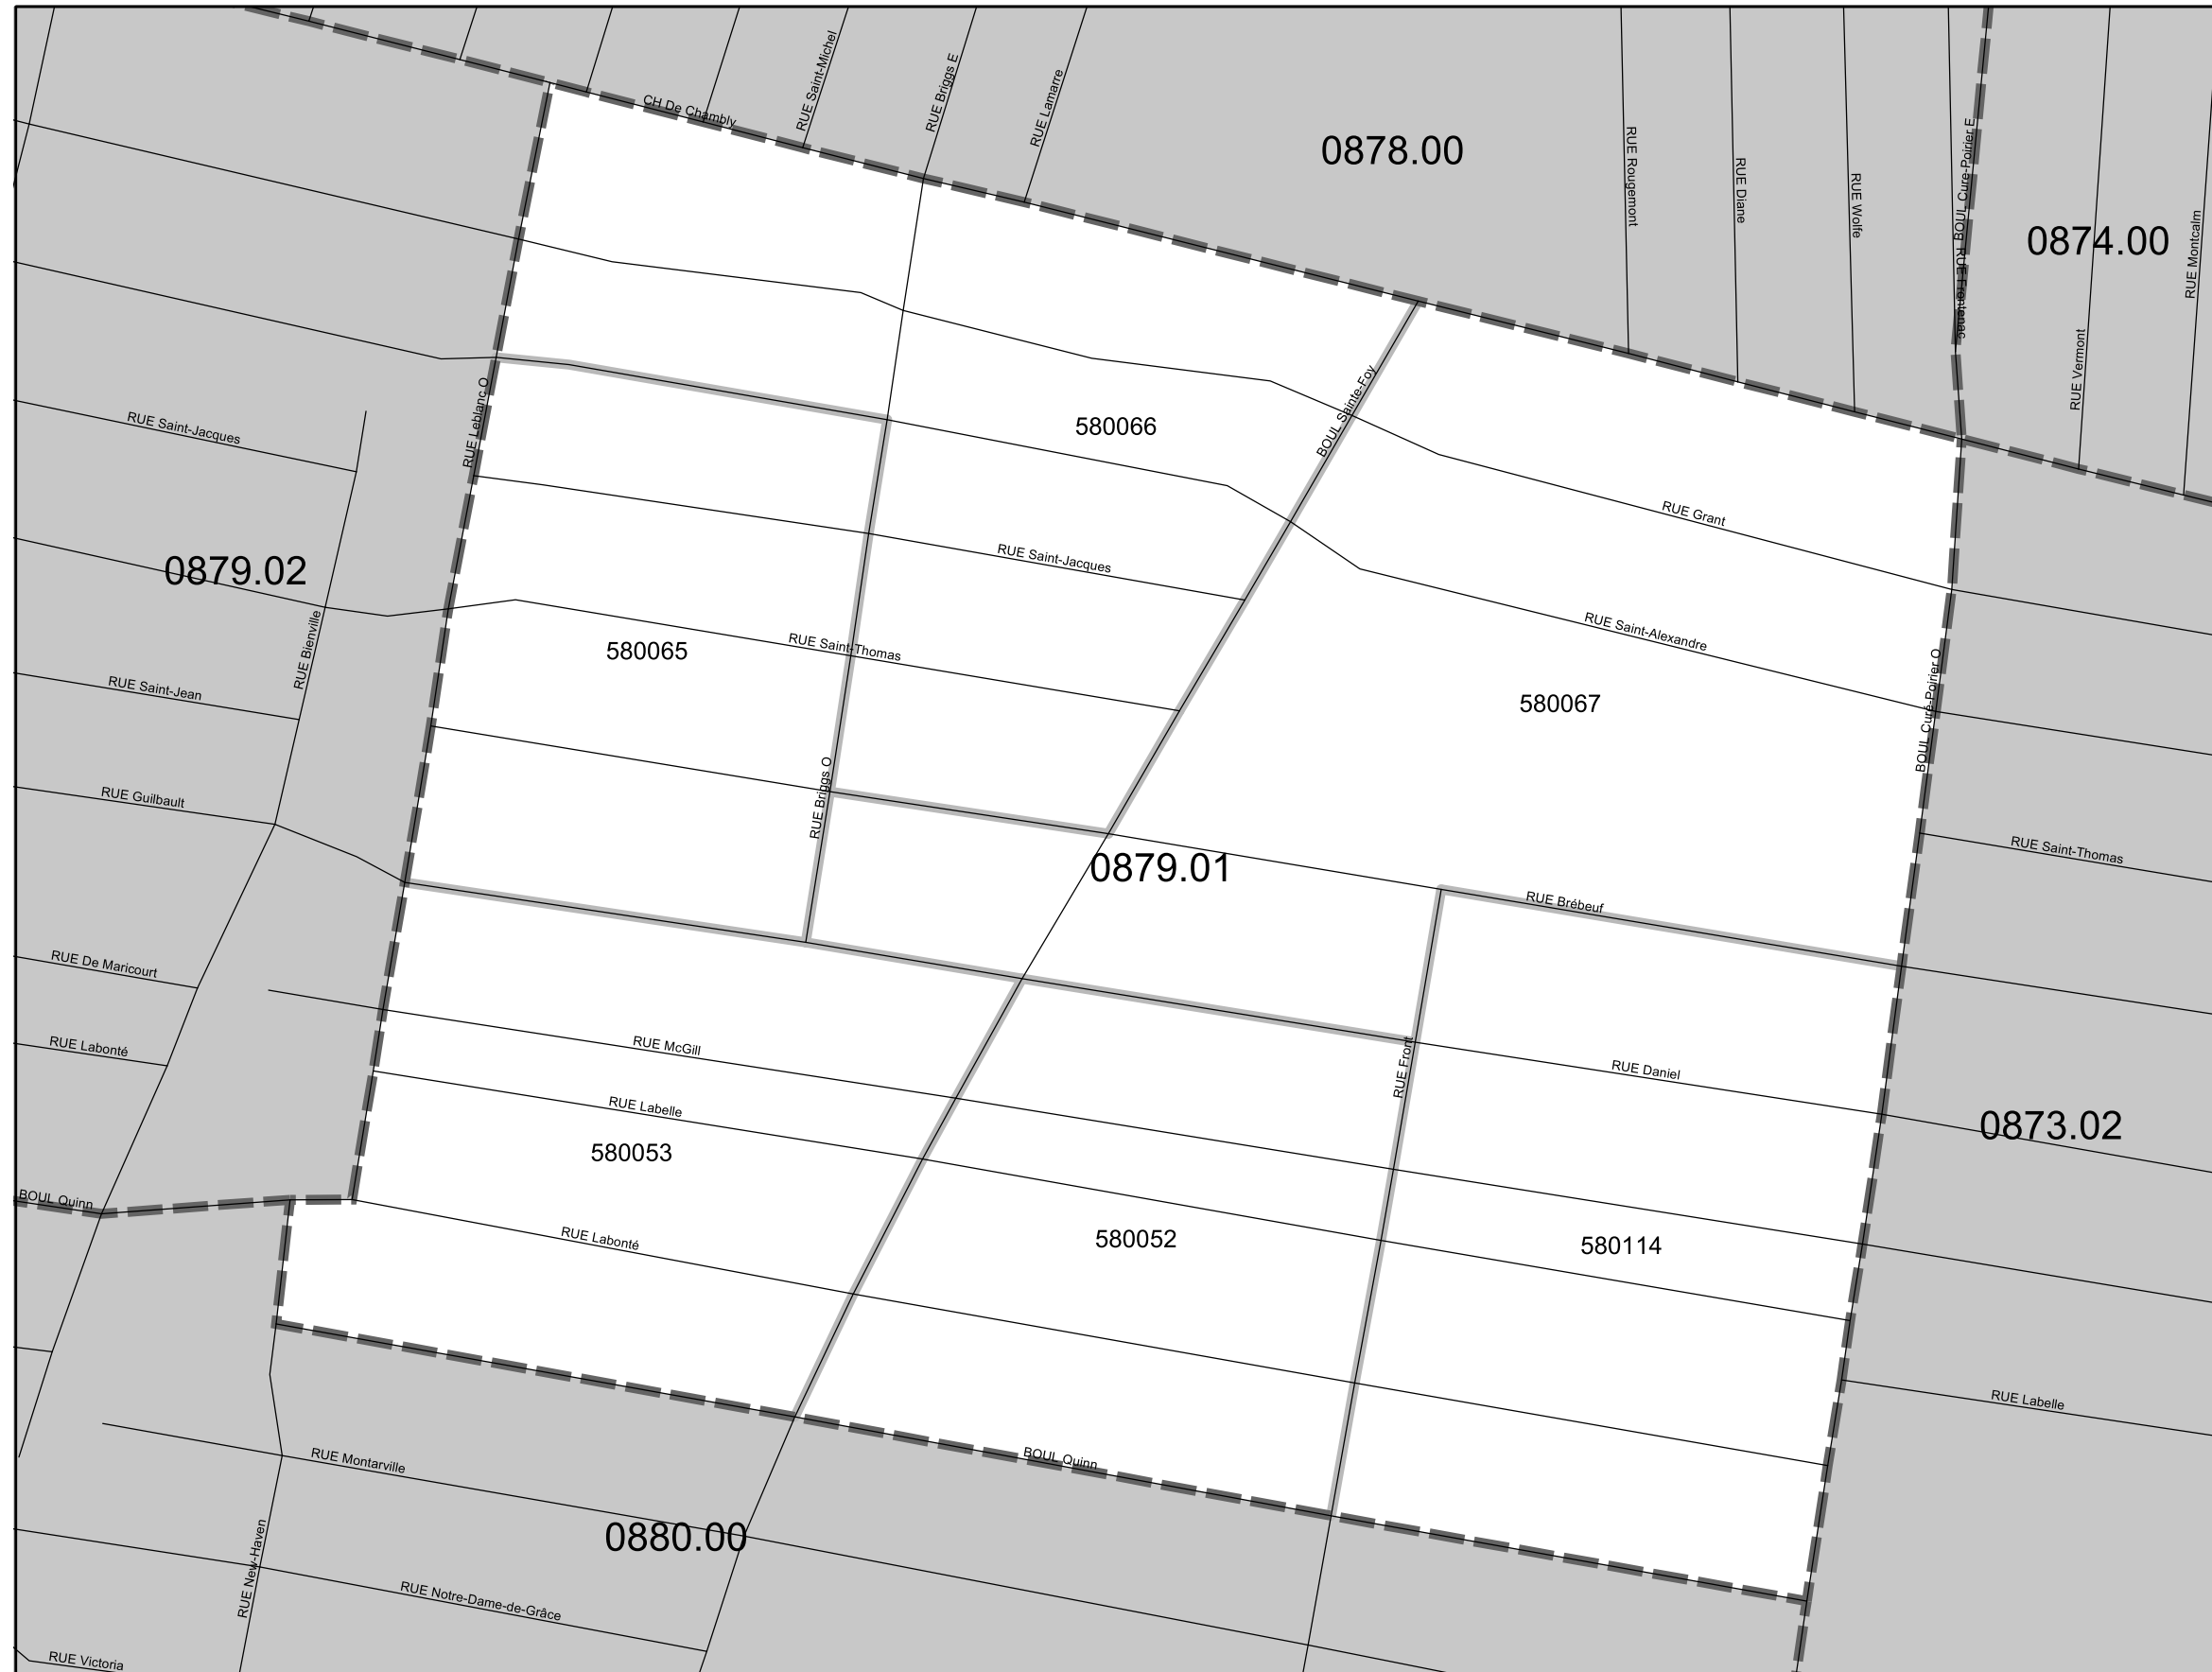 CH De Chambly
RUE Saint-Michel
RUE Briggs E
RUE Lamarre
0878.00
RUE Rougemont
RUE Diane
RUE Wolfe
BOUL Cure-Poirier E
RUE Frontenac
0874.00
RUE Montcalm
RUE Vermont
RUE Saint-Jacques
RUE Leblanc O
580066
BOUL Sainte-Foy
RUE Grant
RUE Saint-Jacques
0879.02
RUE Bienville
580065
RUE Saint-Thomas
RUE Saint-Alexandre
580067
BOUL Curé-Poirier O
RUE Saint-Jean
RUE Guilbault
RUE Briggs O
0879.01
RUE Saint-Thomas
RUE Brébeuf
RUE De Maricourt
RUE Labonté
RUE McGill
RUE Front
RUE Daniel
RUE Labelle
0873.02
580053
BOUL Quinn
RUE Labonté
580052
580114
RUE Labelle
RUE Montarville
BOUL Quinn
0880.00
RUE New-Haven
RUE Notre-Dame-de-Grâce
RUE Victoria